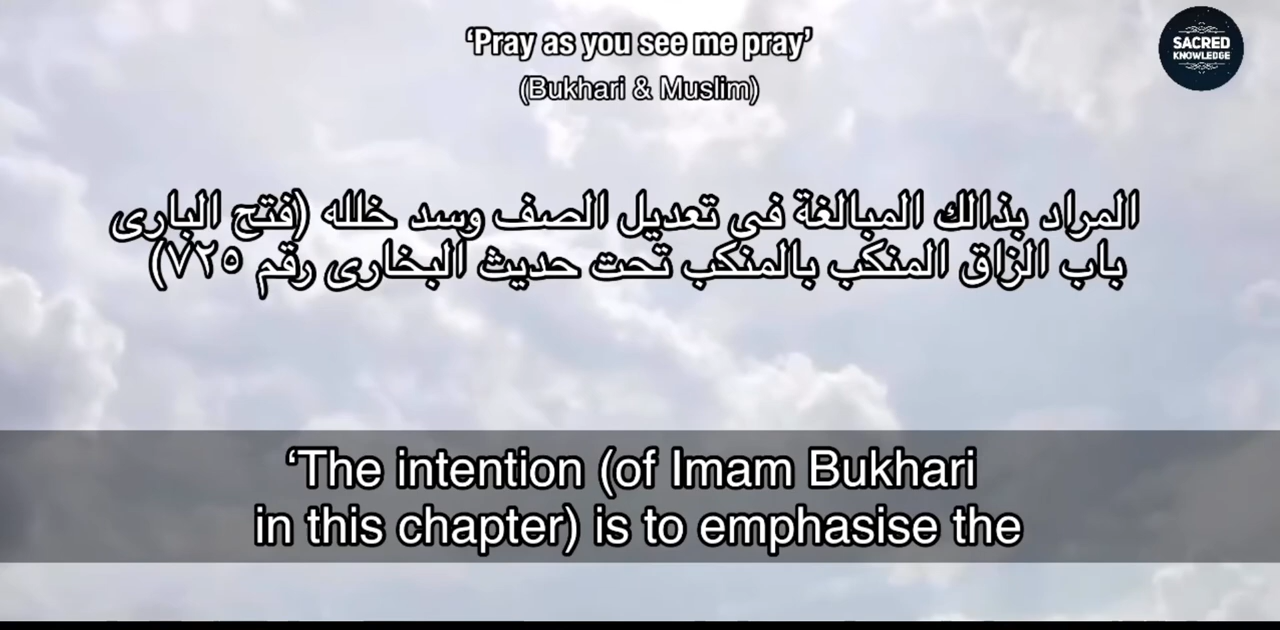 ‘Pray as you see me pray’
(Bukhari & Muslim)
SACRED
KNOWLEDGE
المراد بذالك المبالغة في تعديل الصف وسد خلله (فتح البارى
باب الزاق المنكب بالمنكب تحت حديث البخارى رقم ٧٢٥)
‘The intention (of Imam Bukhari
in this chapter) is to emphasise the